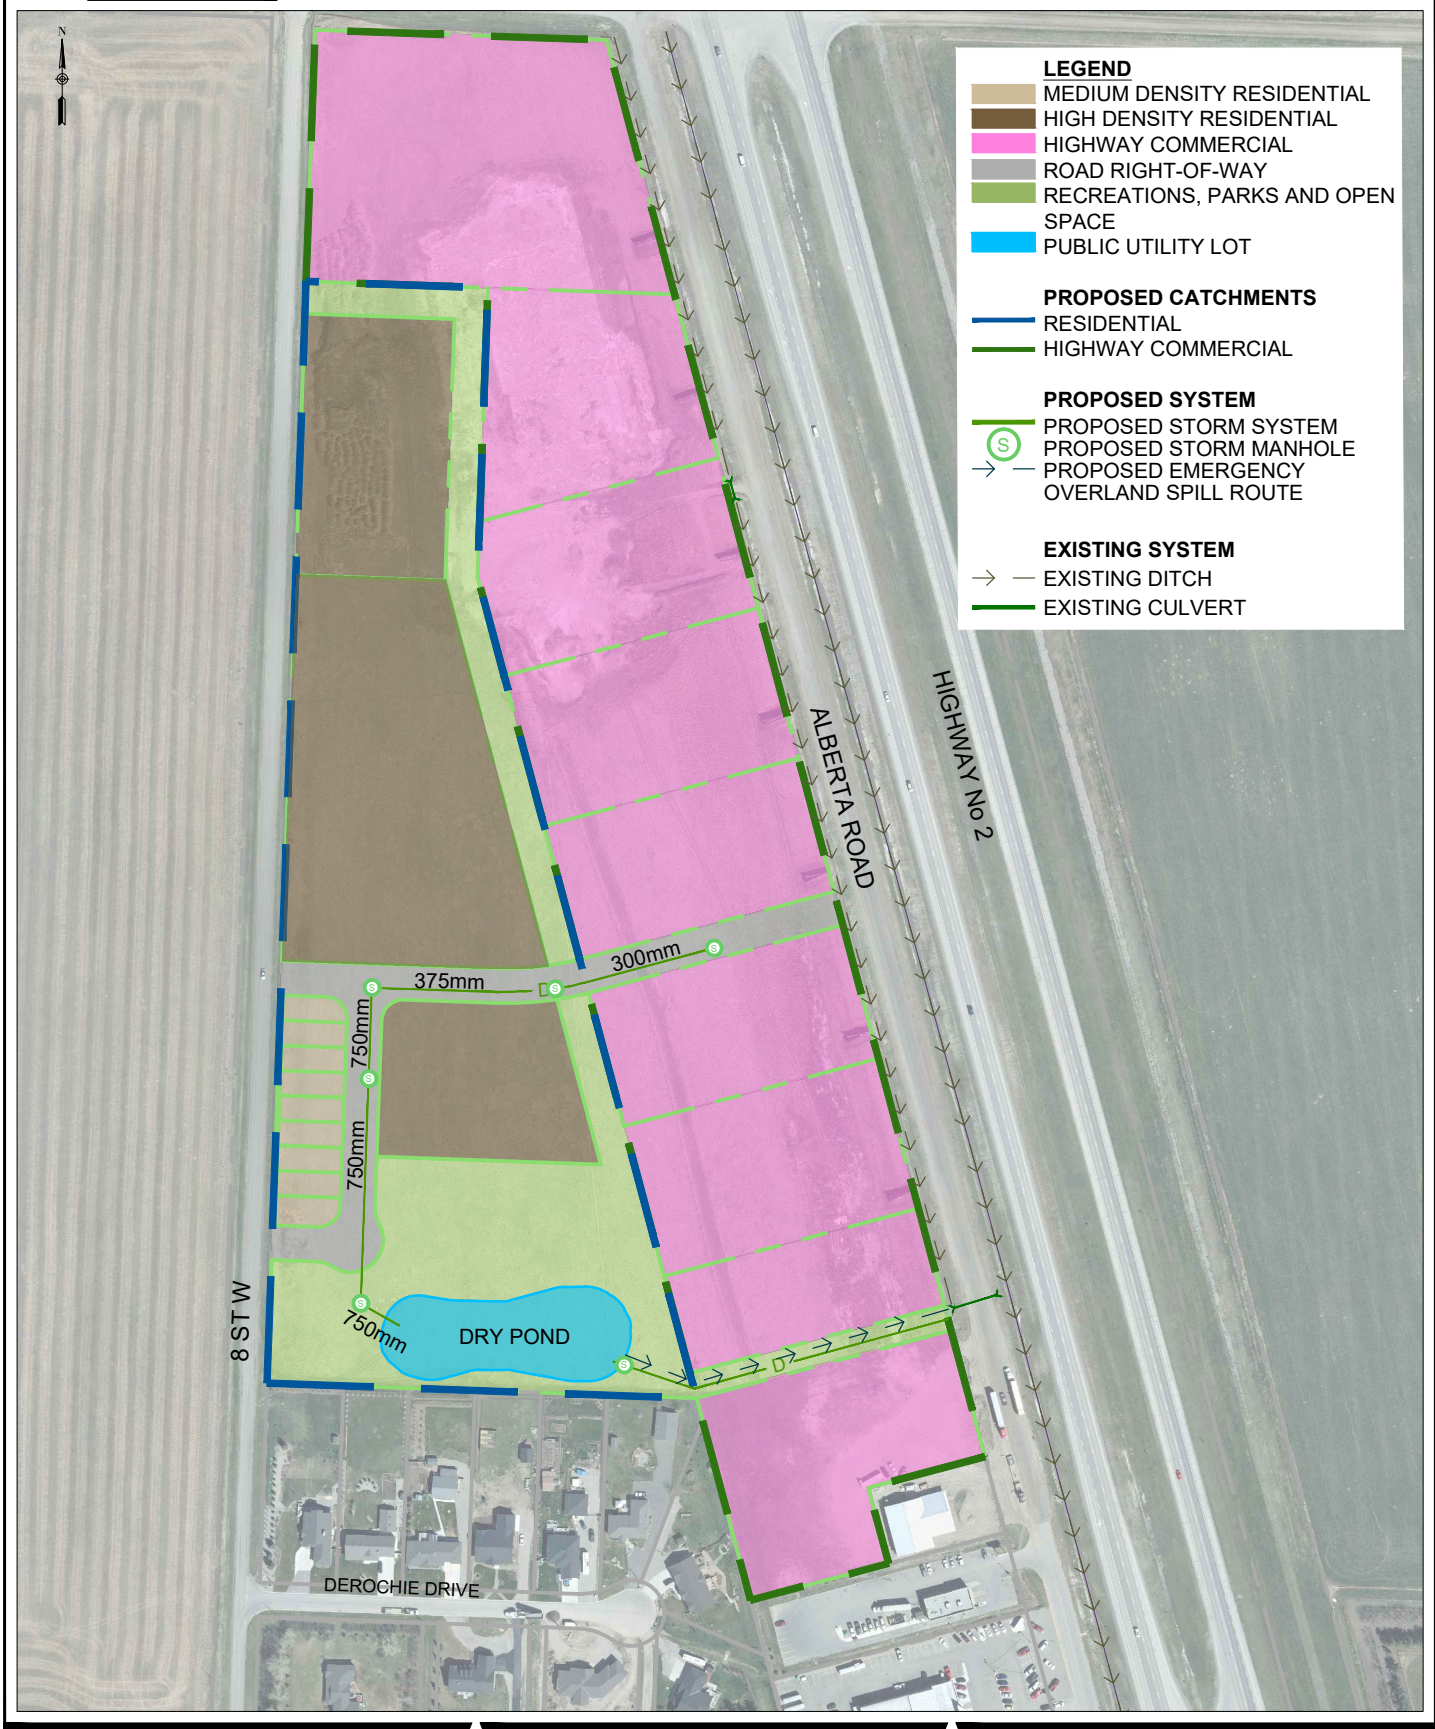 N
LEGEND
MEDIUM DENSITY RESIDENTIAL
HIGH DENSITY RESIDENTIAL
HIGHWAY COMMERCIAL
ROAD RIGHT-OF-WAY
RECREATIONS, PARKS AND OPEN
SPACE
PUBLIC UTILITY LOT
PROPOSED CATCHMENTS
RESIDENTIAL
HIGHWAY COMMERCIAL
PROPOSED SYSTEM
PROPOSED STORM SYSTEM
S
PROPOSED STORM MANHOLE
PROPOSED EMERGENCY
OVERLAND SPILL ROUTE
EXISTING SYSTEM
EXISTING DITCH
EXISTING CULVERT
HIGHWAY No 2
ALBERTA ROAD
300mm
S
375mm
D
S
S
750mm
S
750mm
8 ST W
S
750mm
DRY POND
S
D
DEROCHIE DRIVE